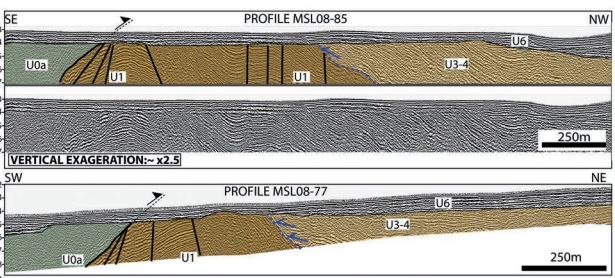 SE PROFILE MSL08-85 NW
U6
U0a U1 U1 U3-4
250m
VERTICAL EXAGERATION:~ x2.5
SW PROFILE MSL08-77 NE
U6
U3-4
U0a U1
250m